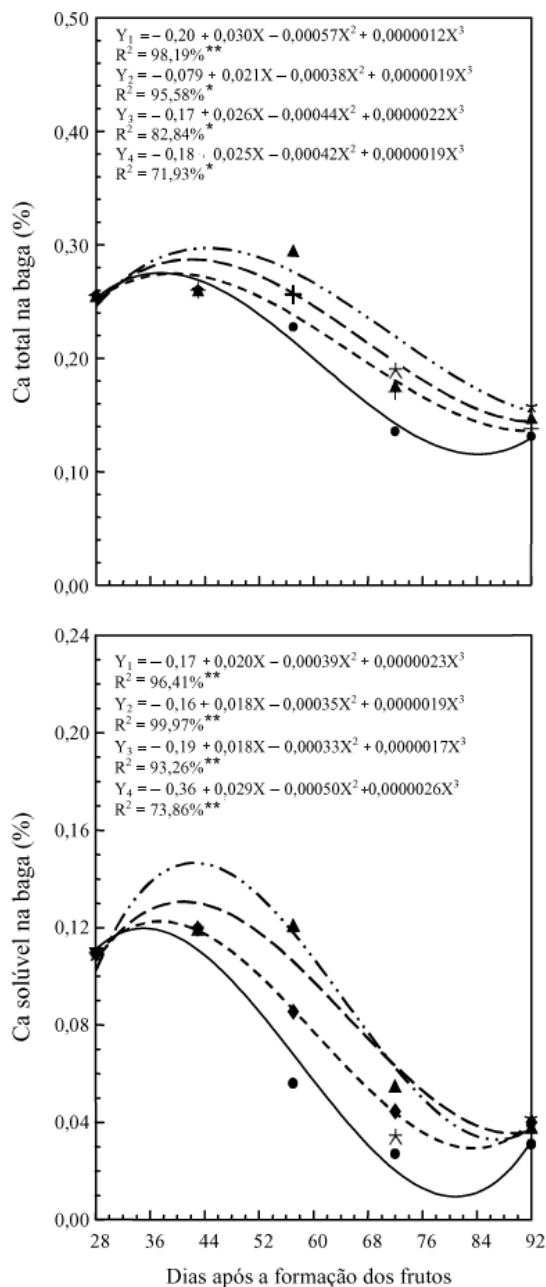 Y₁ = – 0,20 + 0,030X – 0,00057X² + 0,0000012X³
R² = 98,19%**
Y₂ = –0,079 + 0,021X – 0,00038X² + 0,0000019X³
R² = 95,58%*
Y₃ = – 0,17 + 0,026X – 0,00044X² + 0,0000022X³
R² = 82,84%*
Y₄ = – 0,18 0,025X – 0,00042X² + 0,0000019X³
R² = 71,93%*
0,50
0,40
0,30
0,20
0,10
0,00
Ca total na baga (%)
Y₁ = – 0,17 + 0,020X – 0,00039X² + 0,0000023X³
R² = 96,41%**
Y₂ = – 0,16 + 0,018X – 0,00035X² + 0,0000019X³
R² = 99,97%**
Y₃ = – 0,19 + 0,018X – 0,00033X² + 0,0000017X³
R² = 93,26%**
Y₄ = – 0,36 + 0,029X – 0,00050X² +0,0000026X³
R² = 73,86%**
0,24
0,20
0,16
0,12
0,08
0,04
0,00
Ca solúvel na baga (%)
28 36 44 52 60 68 76 84 92
Dias após a formação dos frutos